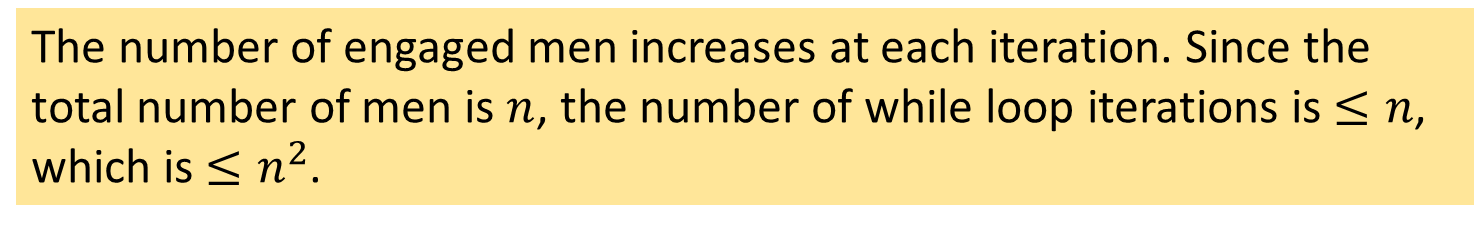 The number of engaged men increases at each iteration. Since the
total number of men is n, the number of while loop iterations is ≤ n,
which is ≤ n².